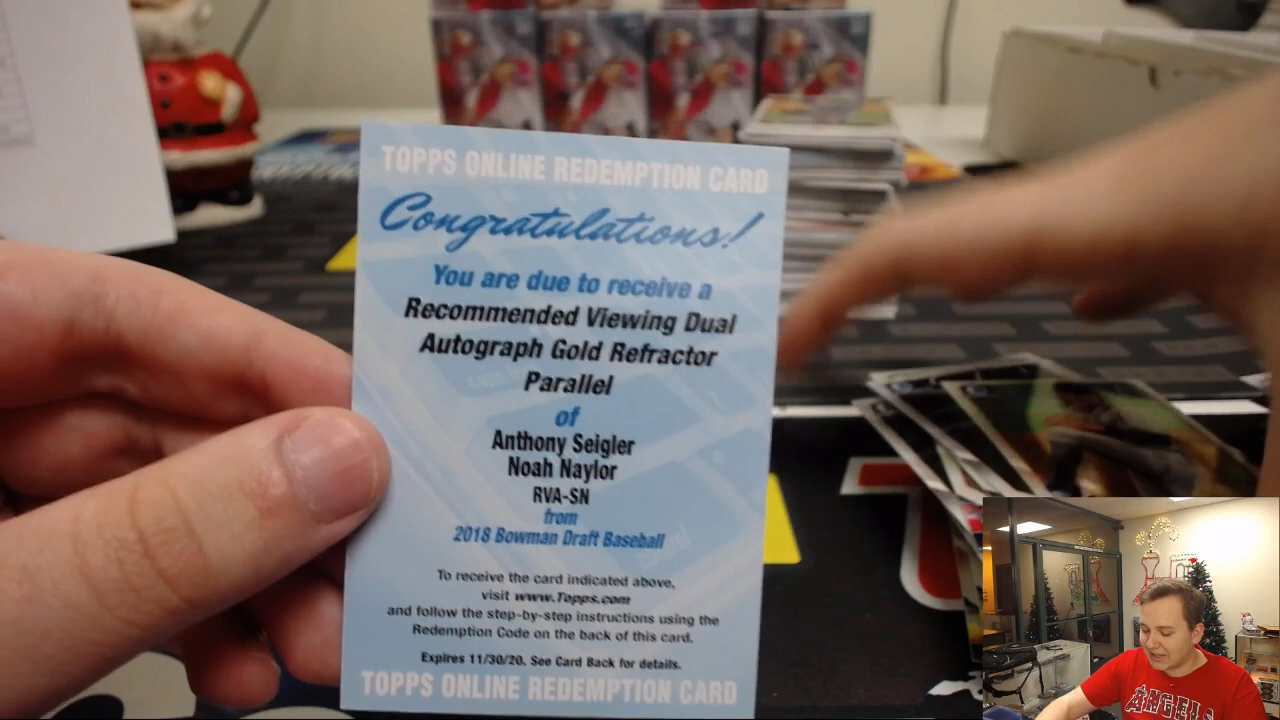 TOPPS ONLINE REDEMPTION CARD
Congratulations!
You are due to receive a
Recommended Viewing Dual
Autograph Gold Refractor
Parallel
of
Anthony Seigler
Noah Naylor
RVA-SN
from
2018 Bowman Draft Baseball
To receive the card indicated above,
visit www.Topps.com
and follow the step-by-step instructions using the
Redemption Code on the back of this card.
Expires 11/30/20. See Card Back for details.
TOPPS ONLINE REDEMPTION CARD
ANGELS